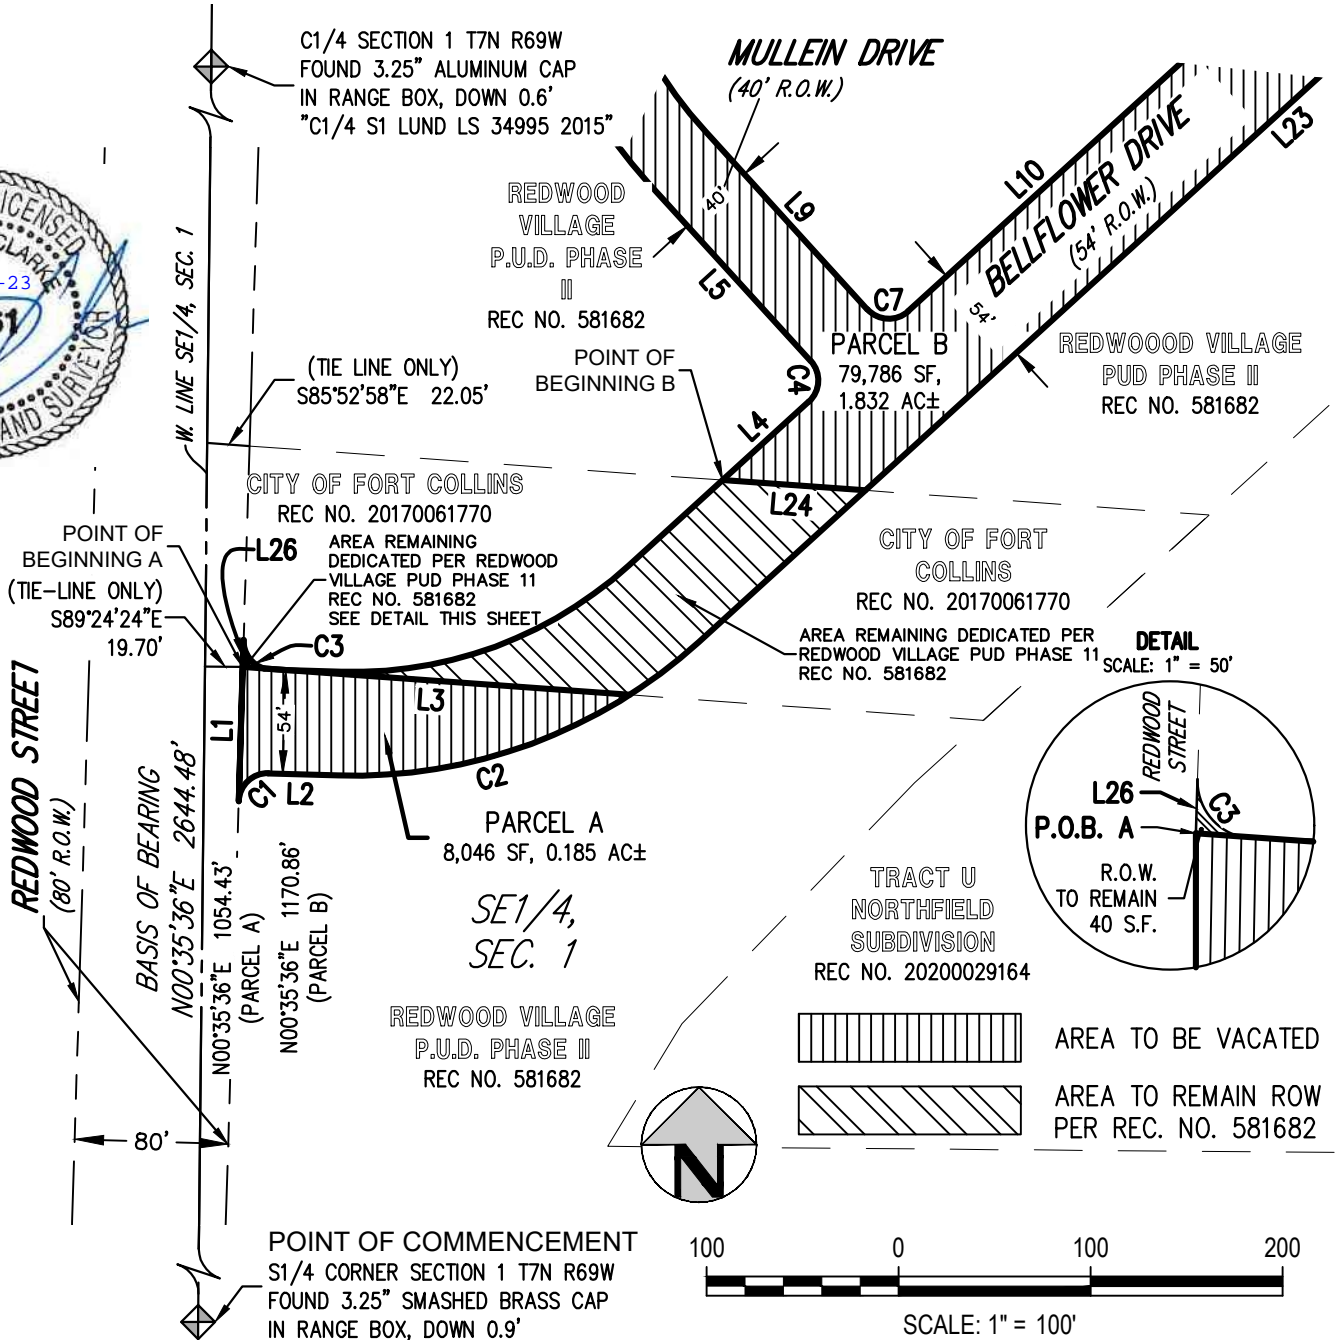 C1/4 SECTION 1 T7N R69W
FOUND 3.25" ALUMINUM CAP
IN RANGE BOX, DOWN 0.6'
"C1/4 S1 LUND LS 34995 2015"
MULLEIN DRIVE
(40' R.O.W.)
LICENSED
CLARKE
-23
51
AND SURVEYOR
W. LINE SE1/4, SEC. 1
REDWOOD
VILLAGE
P.U.D. PHASE
II
REC NO. 581682
40'
L9
L10
L23
BELLFLOWER DRIVE
(54' R.O.W.)
54'
L5
C7
C4
L4
PARCEL B
79,786 SF,
1.832 AC±
REDWOOOD VILLAGE
PUD PHASE II
REC NO. 581682
(TIE LINE ONLY)
S85°52'58"E 22.05'
POINT OF
BEGINNING B
CITY OF FORT COLLINS
REC NO. 20170061770
L24
POINT OF
BEGINNING A
L26
AREA REMAINING
DEDICATED PER REDWOOD
VILLAGE PUD PHASE 11
REC NO. 581682
SEE DETAIL THIS SHEET
(TIE-LINE ONLY)
S89°24'24"E
19.70'
C3
CITY OF FORT
COLLINS
REC NO. 20170061770
AREA REMAINING DEDICATED PER
REDWOOD VILLAGE PUD PHASE 11
REC NO. 581682
DETAIL
SCALE: 1" = 50'
REDWOOD
STREET
L26
C3
P.O.B. A
R.O.W.
TO REMAIN
40 S.F.
L1
54'
L3
C1
L2
C2
REDWOOD STREET
(80' R.O.W.)
BASIS OF BEARING
N00°35'36"E 2644.48'
N00°35'36"E 1054.43'
(PARCEL A)
N00°35'36"E 1170.86'
(PARCEL B)
PARCEL A
8,046 SF, 0.185 AC±
SE1/4,
SEC. 1
REDWOOD VILLAGE
P.U.D. PHASE II
REC NO. 581682
TRACT U
NORTHFIELD
SUBDIVISION
REC NO. 20200029164
AREA TO BE VACATED
AREA TO REMAIN ROW
PER REC. NO. 581682
80'
N
POINT OF COMMENCEMENT
S1/4 CORNER SECTION 1 T7N R69W
FOUND 3.25" SMASHED BRASS CAP
IN RANGE BOX, DOWN 0.9'
100 0 100 200
SCALE: 1" = 100'